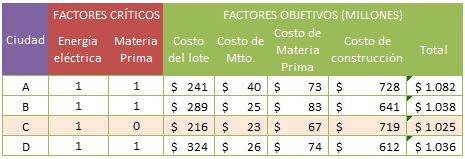 Ciudad FACTORES CRÍTICOS FACTORES OBJETIVOS (MILLONES)
Energía eléctrica Materia Prima Costo del lote Costo de Mtto. Costo de Materia Prima Costo de construcción Total
A 1 1 $ 241 $ 40 $ 73 $ 728 $ 1.082
B 1 1 $ 289 $ 25 $ 83 $ 641 $ 1.038
C 1 0 $ 216 $ 23 $ 67 $ 719 $ 1.025
D 1 1 $ 324 $ 26 $ 74 $ 612 $ 1.036